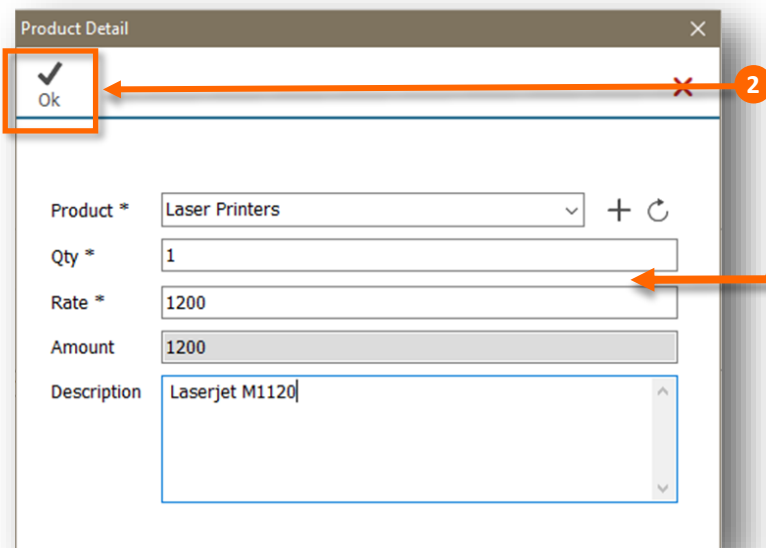 Product Detail
Ok
2
Product * Laser Printers
Qty * 1
Rate * 1200
Amount 1200
Description Laserjet M1120